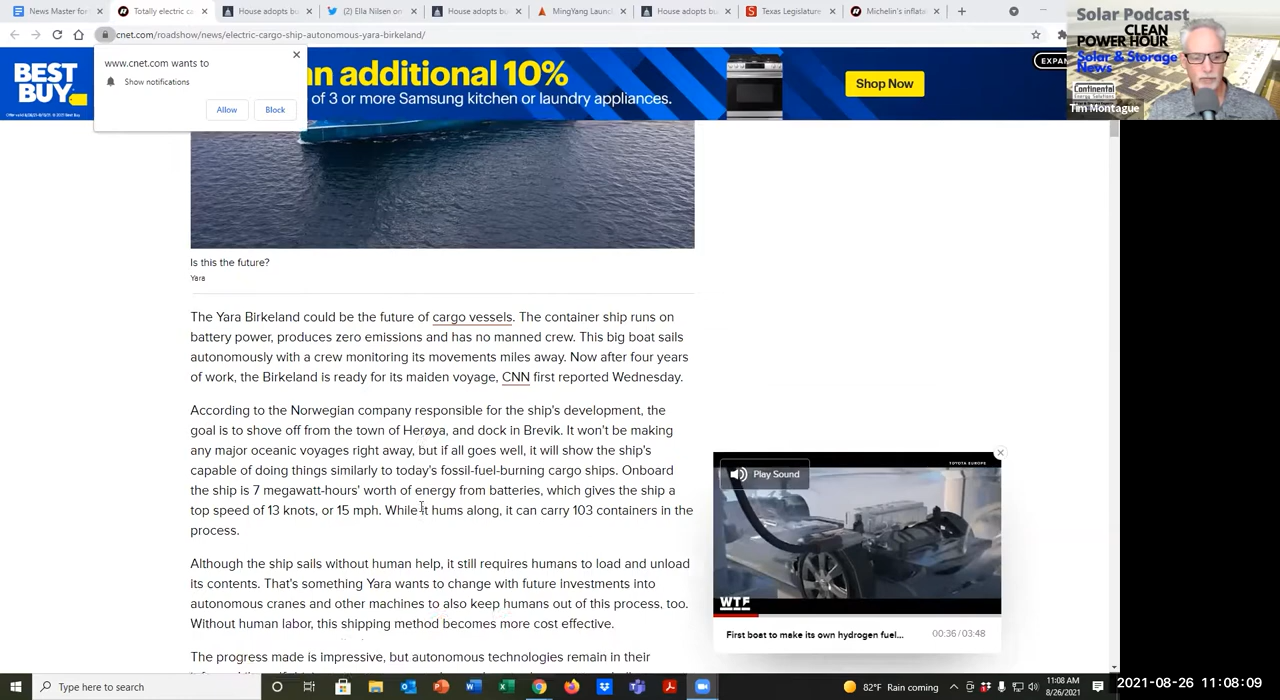 News Master for
Totally electric ca
House adopts bu
(2) Ella Nilsen on
House adopts bu
MingYang Launc
House adopts bu
Texas Legislature
Michelin's inflati
cnet.com/roadshow/news/electric-cargo-ship-autonomous-yara-birkeland/
www.cnet.com wants to
Show notifications
Allow
Block
BEST
BUY
an additional 10%
of 3 or more Samsung kitchen or laundry appliances.
Shop Now
EXPAN
Solar Podcast
CLEAN
POWER HOUR
Solar & Storage
News
Continental
Tim Montague
Is this the future?
Yara
The Yara Birkeland could be the future of cargo vessels. The container ship runs on
battery power, produces zero emissions and has no manned crew. This big boat sails
autonomously with a crew monitoring its movements miles away. Now after four years
of work, the Birkeland is ready for its maiden voyage, CNN first reported Wednesday.
According to the Norwegian company responsible for the ship's development, the
goal is to shove off from the town of Herøya, and dock in Brevik. It won't be making
any major oceanic voyages right away, but if all goes well, it will show the ship's
capable of doing things similarly to today's fossil-fuel-burning cargo ships. Onboard
the ship is 7 megawatt-hours' worth of energy from batteries, which gives the ship a
top speed of 13 knots, or 15 mph. While it hums along, it can carry 103 containers in the
process.
Although the ship sails without human help, it still requires humans to load and unload
its contents. That's something Yara wants to change with future investments into
autonomous cranes and other machines to also keep humans out of this process, too.
Without human labor, this shipping method becomes more cost effective.
The progress made is impressive, but autonomous technologies remain in their
TOYOTA EUROPE
Play Sound
WTF
First boat to make its own hydrogen fuel...
00:36 / 03:48
Type here to search
82°F Rain coming
11:08 AM
8/26/2021
2021-08-26 11:08:09